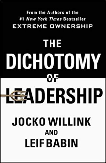 From the Authors of the
#1 New York Times Bestseller
EXTREME OWNERSHIP
THE
DICHOTOMY
OF
LEADERSHIP
JOCKO WILLINK
AND
LEIF BABIN